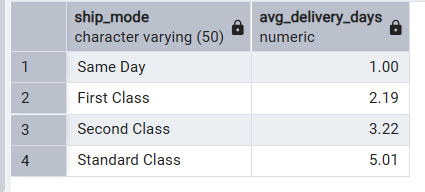 ship_mode avg_delivery_days
character varying (50) numeric
1 Same Day 1.00
2 First Class 2.19
3 Second Class 3.22
4 Standard Class 5.01